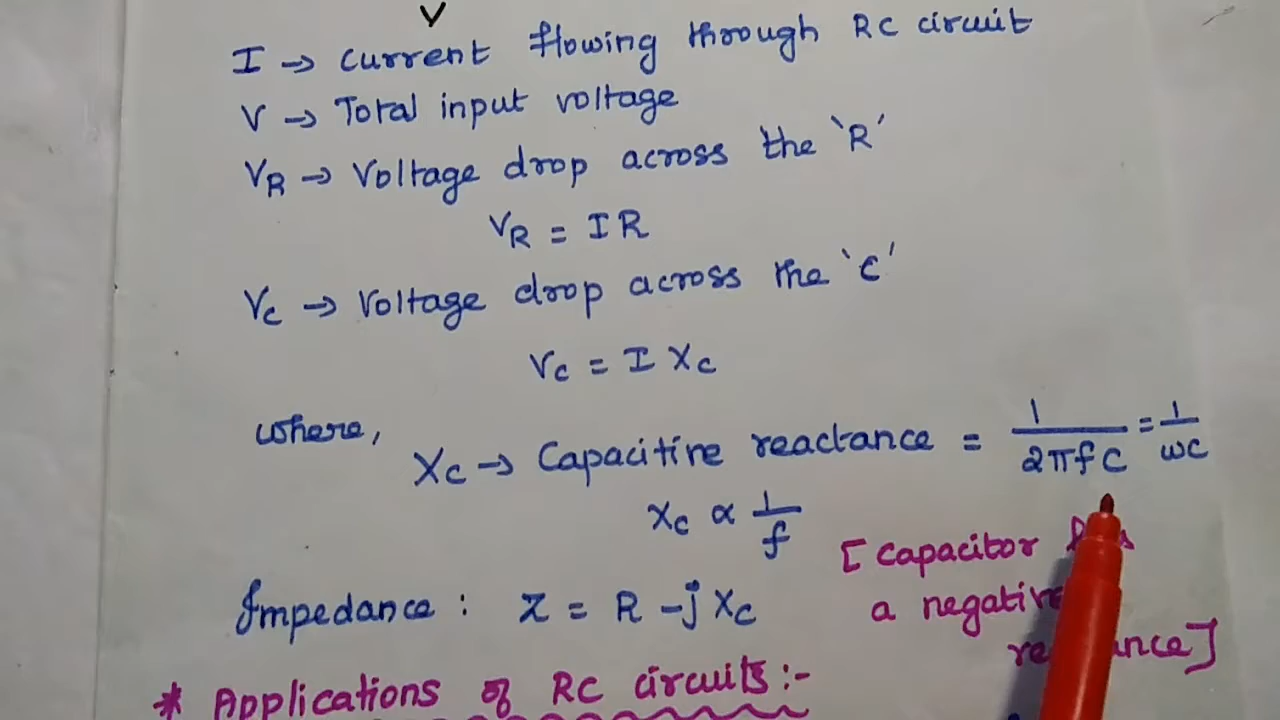 V
I → Current flowing through RC circuit
V → Total input voltage
VR → Voltage drop across the 'R'
VR = IR
VC → Voltage drop across the 'C'
VC = I XC
where,
XC → Capacitive reactance = 1/2πfC = 1/ωC
XC ∝ 1/f
[Capacitor
a negative
Impedance : Z = R - jXC
* Applications of RC circuits :-